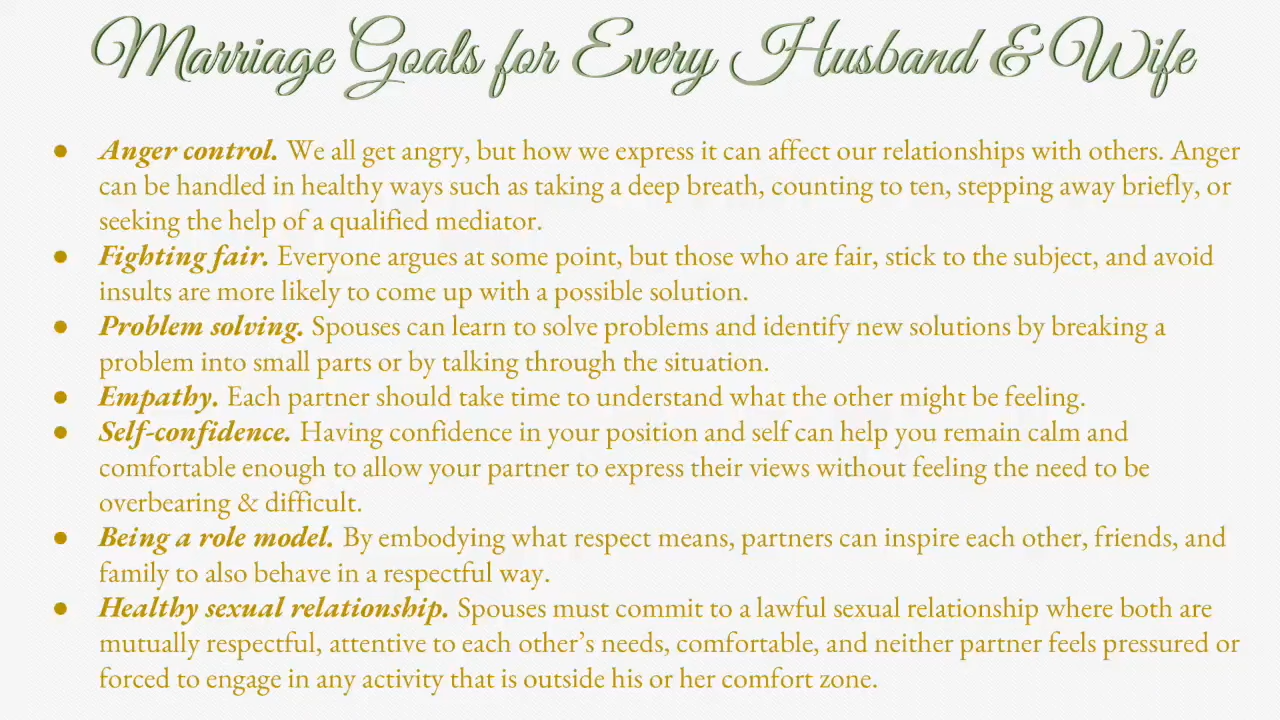 Marriage Goals for Every Husband & Wife
● Anger control. We all get angry, but how we express it can affect our relationships with others. Anger
can be handled in healthy ways such as taking a deep breath, counting to ten, stepping away briefly, or
seeking the help of a qualified mediator.
● Fighting fair. Everyone argues at some point, but those who are fair, stick to the subject, and avoid
insults are more likely to come up with a possible solution.
● Problem solving. Spouses can learn to solve problems and identify new solutions by breaking a
problem into small parts or by talking through the situation.
● Empathy. Each partner should take time to understand what the other might be feeling.
● Self-confidence. Having confidence in your position and self can help you remain calm and
comfortable enough to allow your partner to express their views without feeling the need to be
overbearing & difficult.
● Being a role model. By embodying what respect means, partners can inspire each other, friends, and
family to also behave in a respectful way.
● Healthy sexual relationship. Spouses must commit to a lawful sexual relationship where both are
mutually respectful, attentive to each other’s needs, comfortable, and neither partner feels pressured or
forced to engage in any activity that is outside his or her comfort zone.